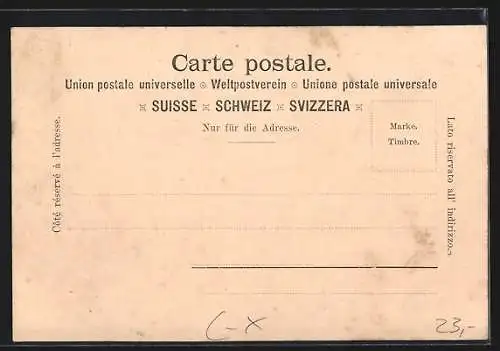 Carte postale.
Union postale universelle ⊙ Weltpostverein ⊙ Unione postale universale
SUISSE SCHWEIZ SVIZZERA
Nur für die Adresse.
Marke.
Timbre.
Côté réservé à l'adresse.
Lato riservato all' indirizzo.
C-X
23,-